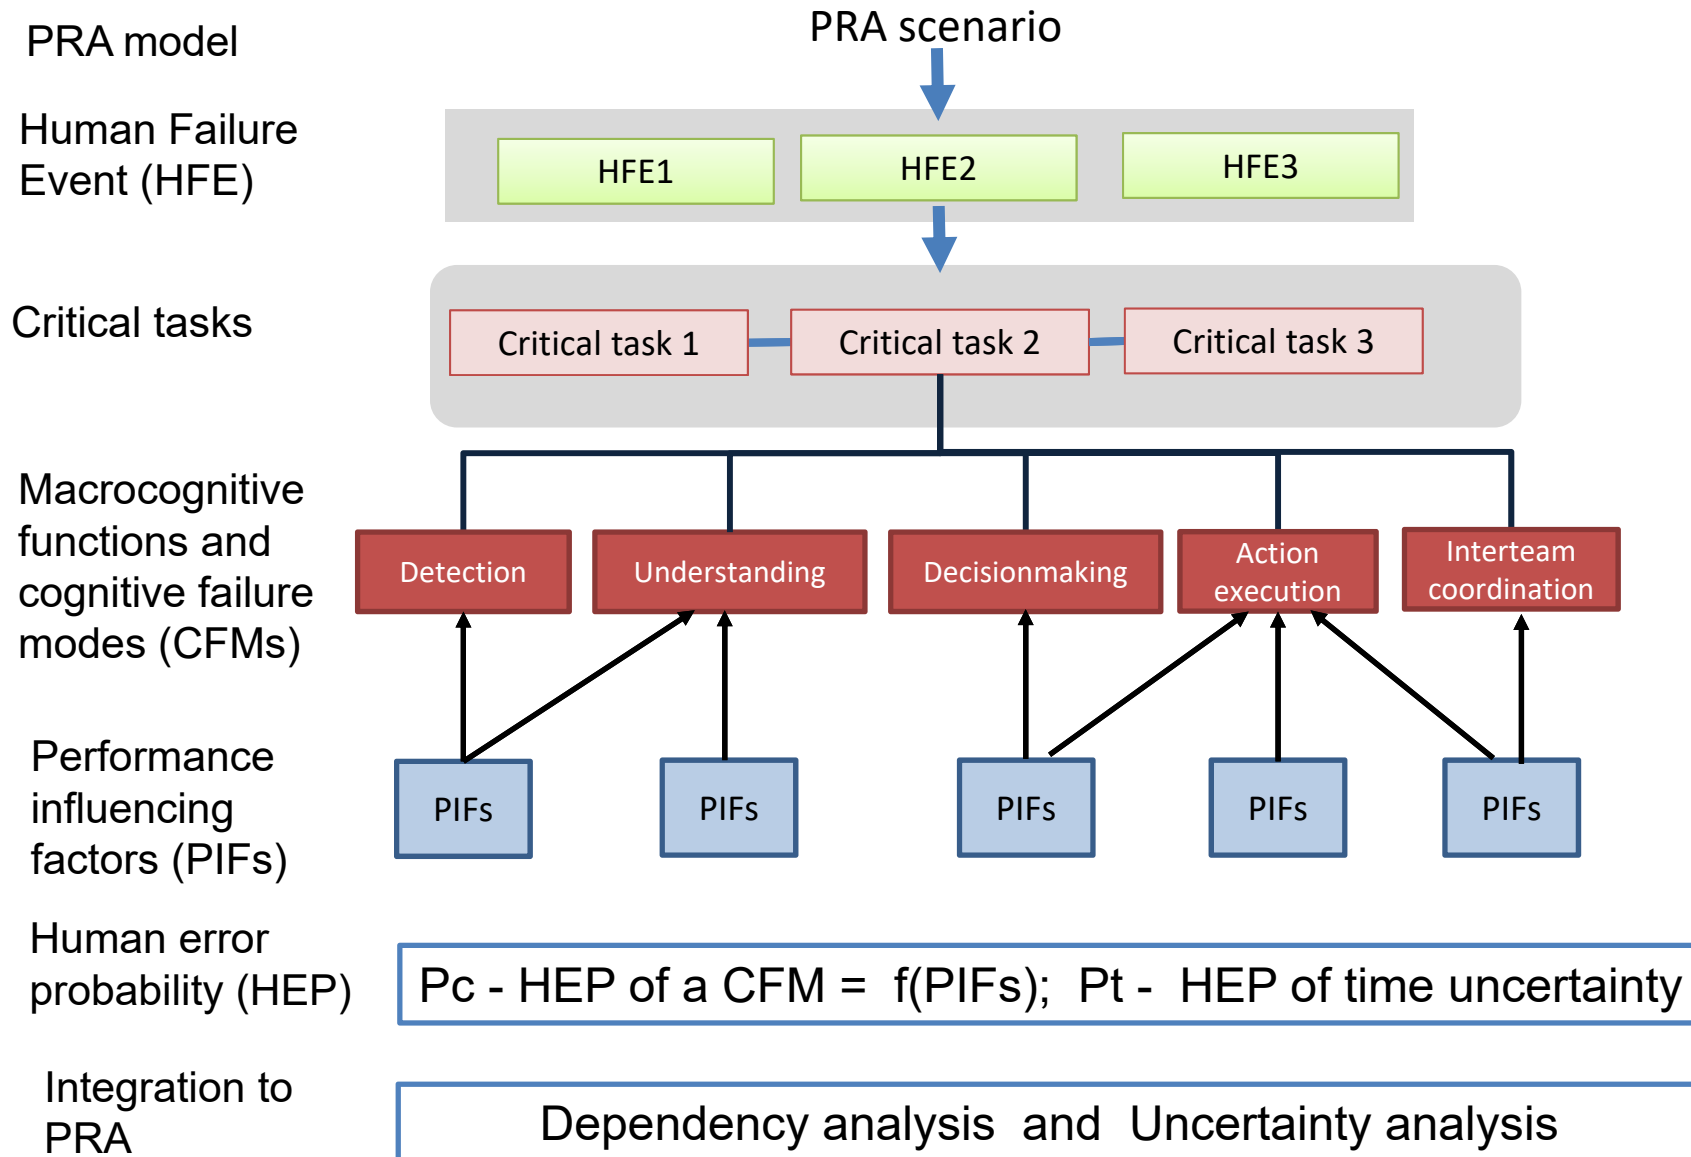 PRA model
PRA scenario
Human Failure
Event (HFE)
HFE1
HFE2
HFE3
Critical tasks
Critical task 1
Critical task 2
Critical task 3
Macrocognitive
functions and
cognitive failure
modes (CFMs)
Detection
Understanding
Decisionmaking
Action
execution
Interteam
coordination
Performance
influencing
factors (PIFs)
PIFs
PIFs
PIFs
PIFs
PIFs
Human error
probability (HEP)
Pc - HEP of a CFM = f(PIFs); Pt - HEP of time uncertainty
Integration to
PRA
Dependency analysis and Uncertainty analysis